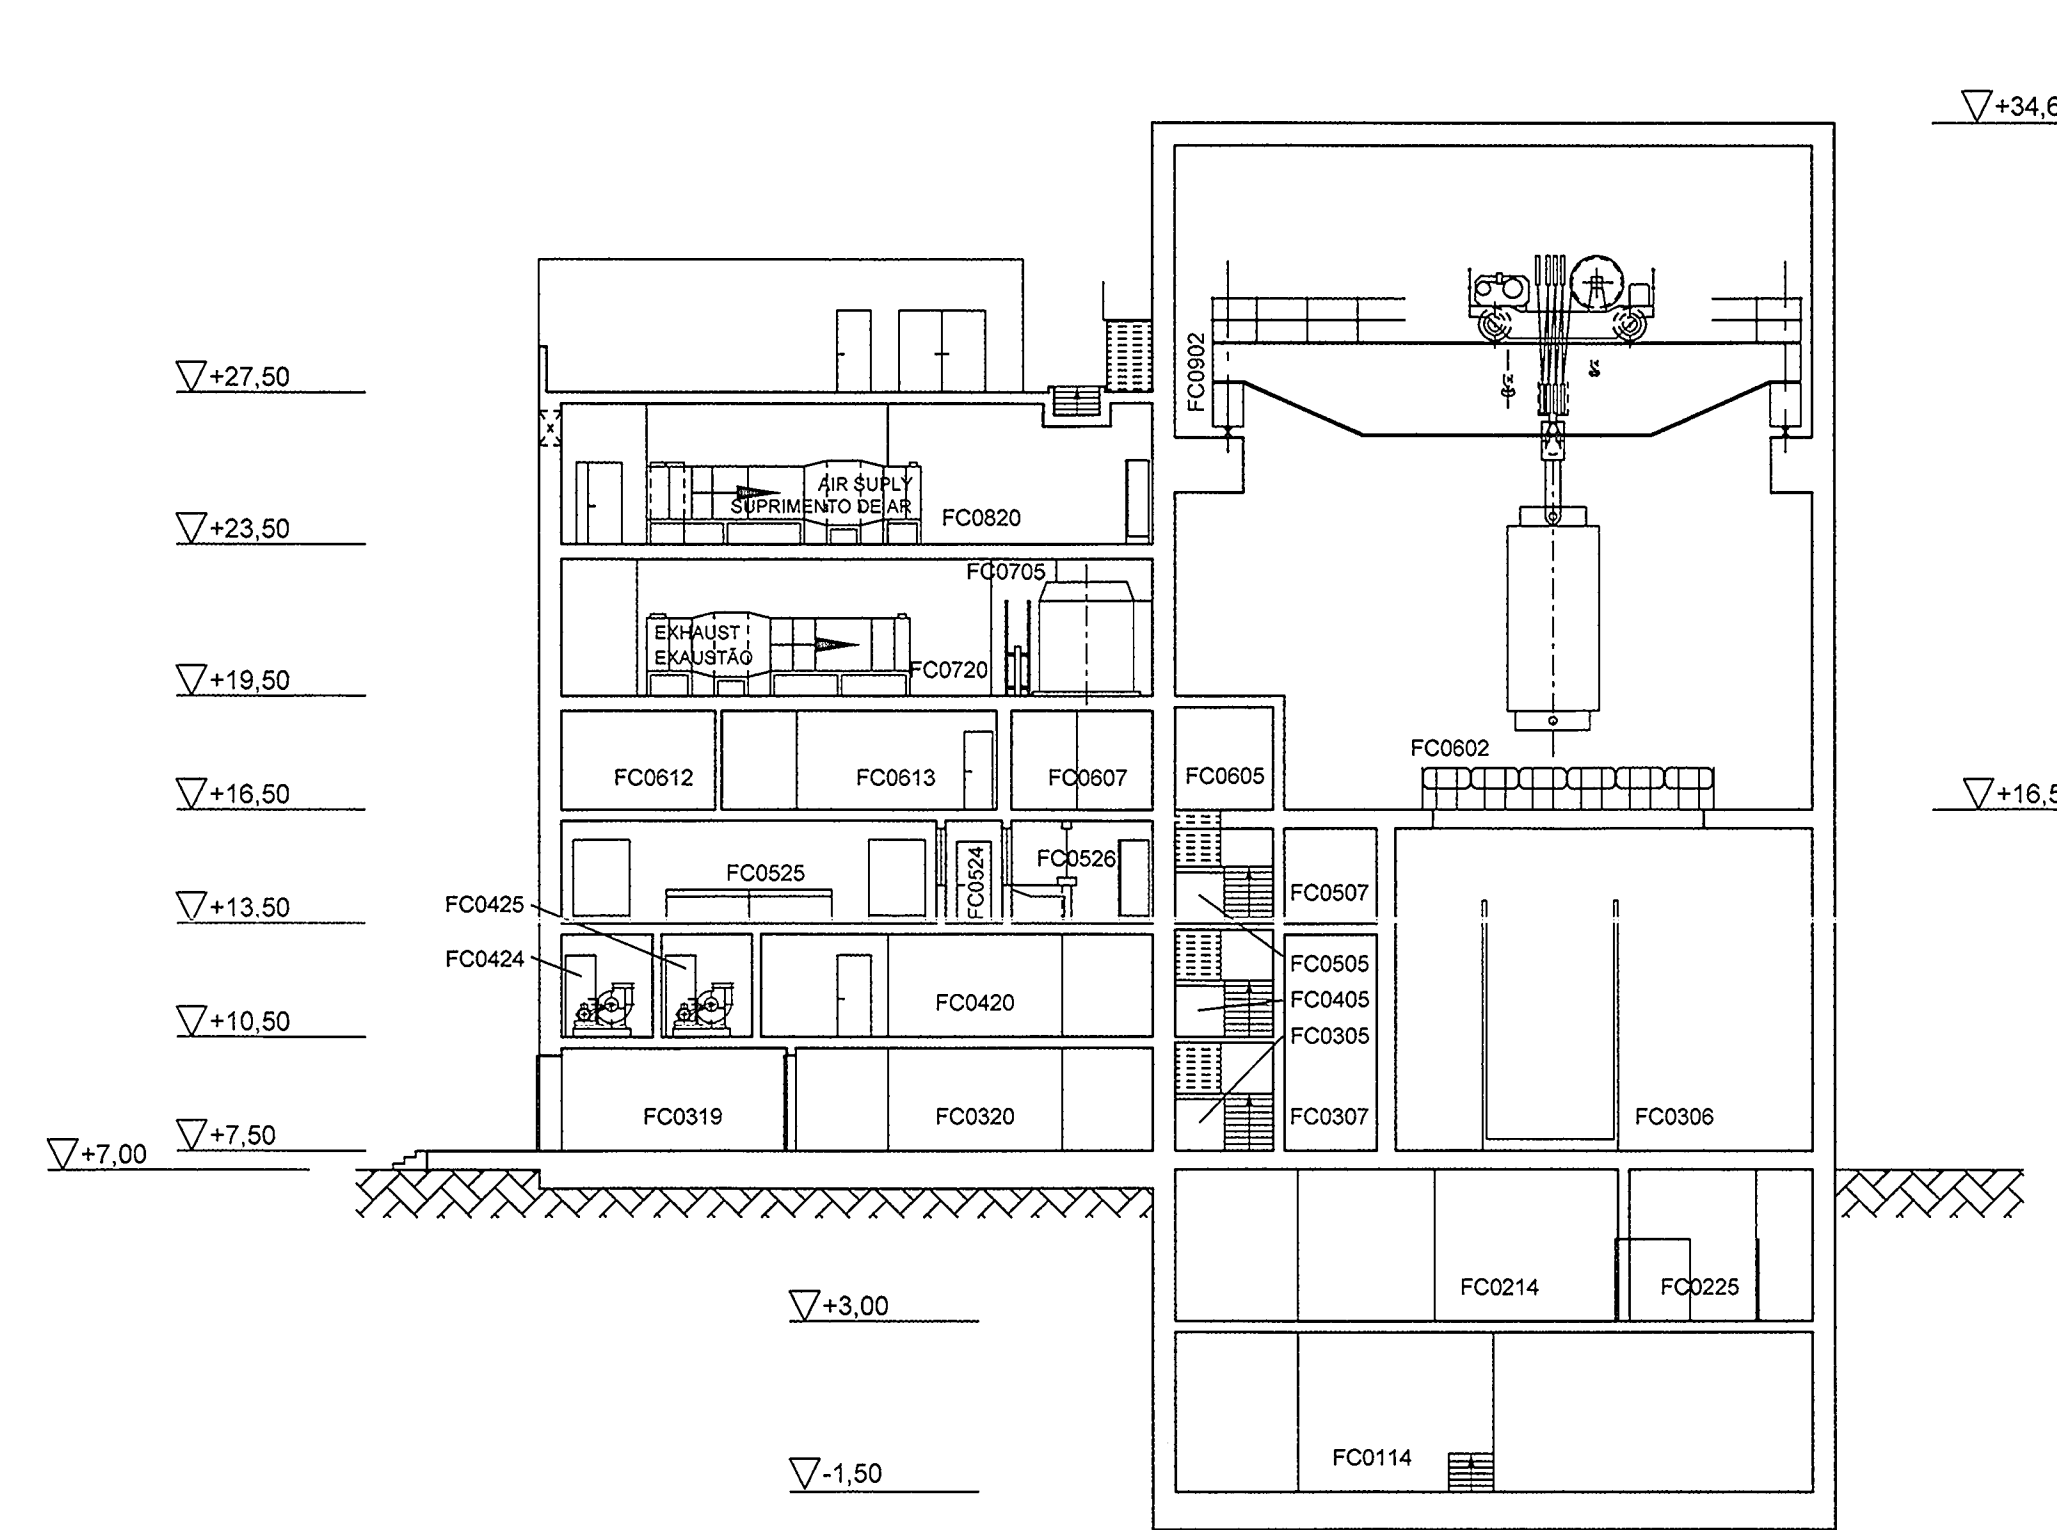 +34,6
FC0902
+27,50
AIR SUPLY
SUPRIMENTO DE AR
FC0820
+23,50
FC0705
EXHAUST
EXAUSTÃO
FC0720
+19,50
FC0602
FC0612
FC0613
FC0607
FC0605
+16,50
+16,5
FC0525
FC0524
FC0526
FC0507
FC0425
+13,50
FC0424
FC0505
FC0420
FC0405
+10,50
FC0305
FC0319
FC0320
FC0307
FC0306
+7,50
+7,00
FC0214
FC0225
+3,00
FC0114
-1,50